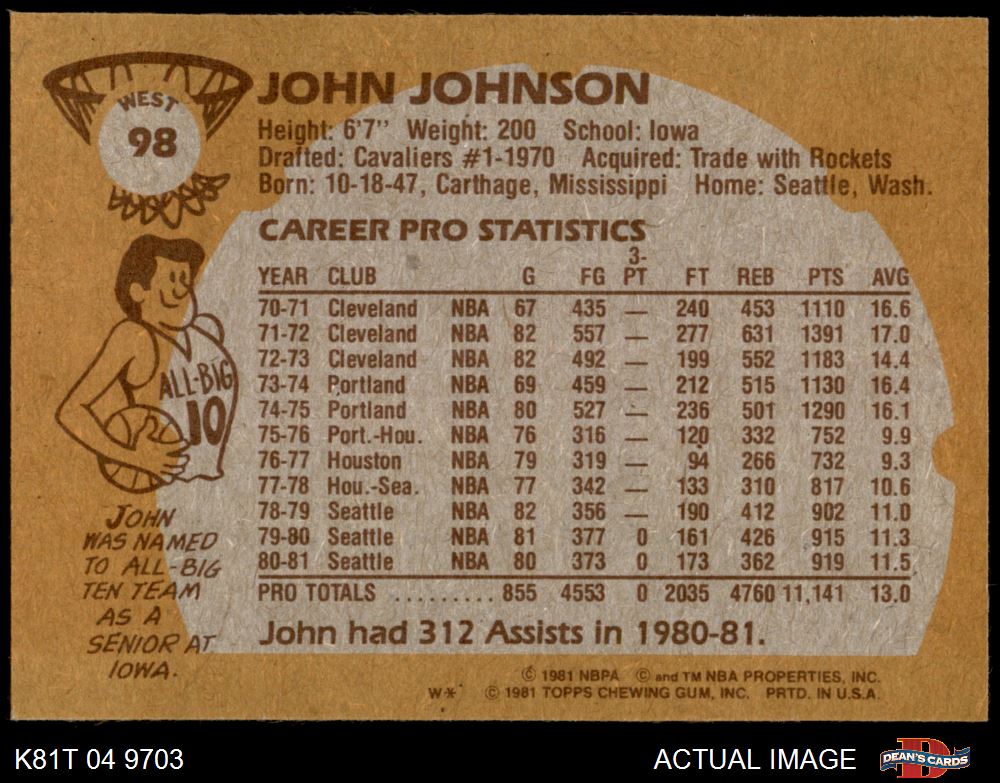 WEST
98
JOHN JOHNSON
Height: 6'7" Weight: 200 School: Iowa
Drafted: Cavaliers #1-1970 Acquired: Trade with Rockets
Born: 10-18-47, Carthage, Mississippi Home: Seattle, Wash.
CAREER PRO STATISTICS
YEAR CLUB G FG 3-PT FT REB PTS AVG
70-71 Cleveland NBA 67 435 — 240 453 1110 16.6
71-72 Cleveland NBA 82 557 — 277 631 1391 17.0
72-73 Cleveland NBA 82 492 — 199 552 1183 14.4
73-74 Portland NBA 69 459 — 212 515 1130 16.4
74-75 Portland NBA 80 527 — 236 501 1290 16.1
75-76 Port.-Hou. NBA 76 316 — 120 332 752 9.9
76-77 Houston NBA 79 319 — 94 266 732 9.3
77-78 Hou.-Sea. NBA 77 342 — 133 310 817 10.6
78-79 Seattle NBA 82 356 — 190 412 902 11.0
79-80 Seattle NBA 81 377 0 161 426 915 11.3
80-81 Seattle NBA 80 373 0 173 362 919 11.5
PRO TOTALS ......... 855 4553 0 2035 4760 11,141 13.0
John had 312 Assists in 1980-81.
ALL-BIG
10
JOHN
WAS NAMED
TO ALL-BIG
TEN TEAM
AS A
SENIOR AT
IOWA.
© 1981 NBPA © and TM NBA PROPERTIES, INC.
W* © 1981 TOPPS CHEWING GUM, INC. PRTD. IN U.S.A.
K81T 04 9703
ACTUAL IMAGE
DEAN'S CARDS